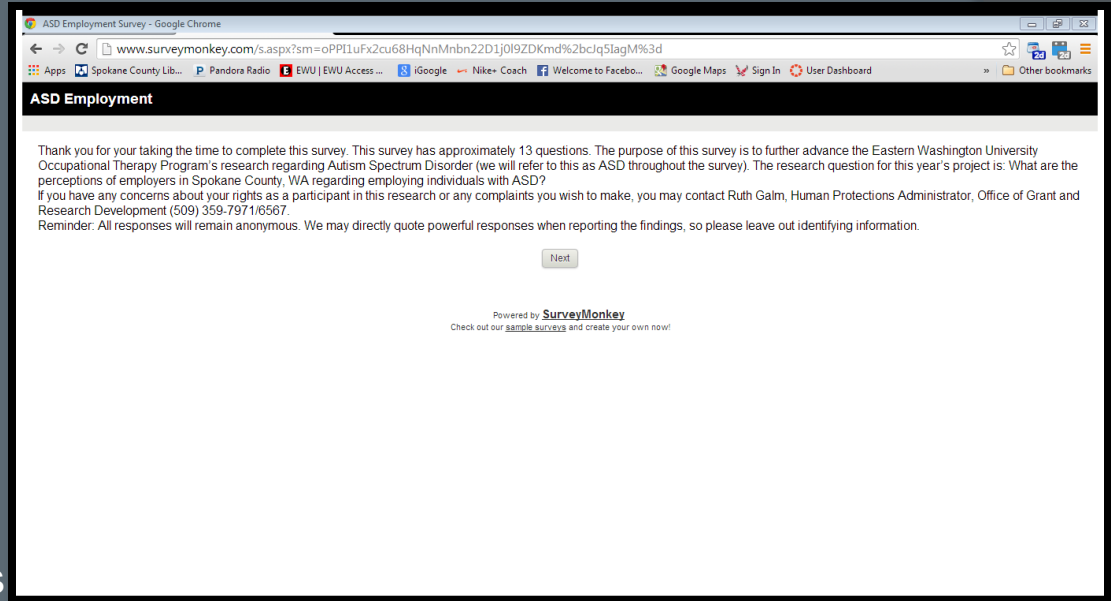 ASD Employment Survey - Google Chrome
www.surveymonkey.com/s.aspx?sm=oPPI1uFx2cu68HqNnMnbn22D1j0l9ZDKmd%2bcJq5IagM%3d
Apps Spokane County Lib... Pandora Radio EWU | EWU Access ... iGoogle Nike+ Coach Welcome to Facebo... Google Maps Sign In User Dashboard » Other bookmarks
ASD Employment
Thank you for your taking the time to complete this survey. This survey has approximately 13 questions. The purpose of this survey is to further advance the Eastern Washington University
Occupational Therapy Program's research regarding Autism Spectrum Disorder (we will refer to this as ASD throughout the survey). The research question for this year's project is: What are the
perceptions of employers in Spokane County, WA regarding employing individuals with ASD?
If you have any concerns about your rights as a participant in this research or any complaints you wish to make, you may contact Ruth Galm, Human Protections Administrator, Office of Grant and
Research Development (509) 359-7971/6567.
Reminder: All responses will remain anonymous. We may directly quote powerful responses when reporting the findings, so please leave out identifying information.
Next
Powered by SurveyMonkey
Check out our sample surveys and create your own now!
s